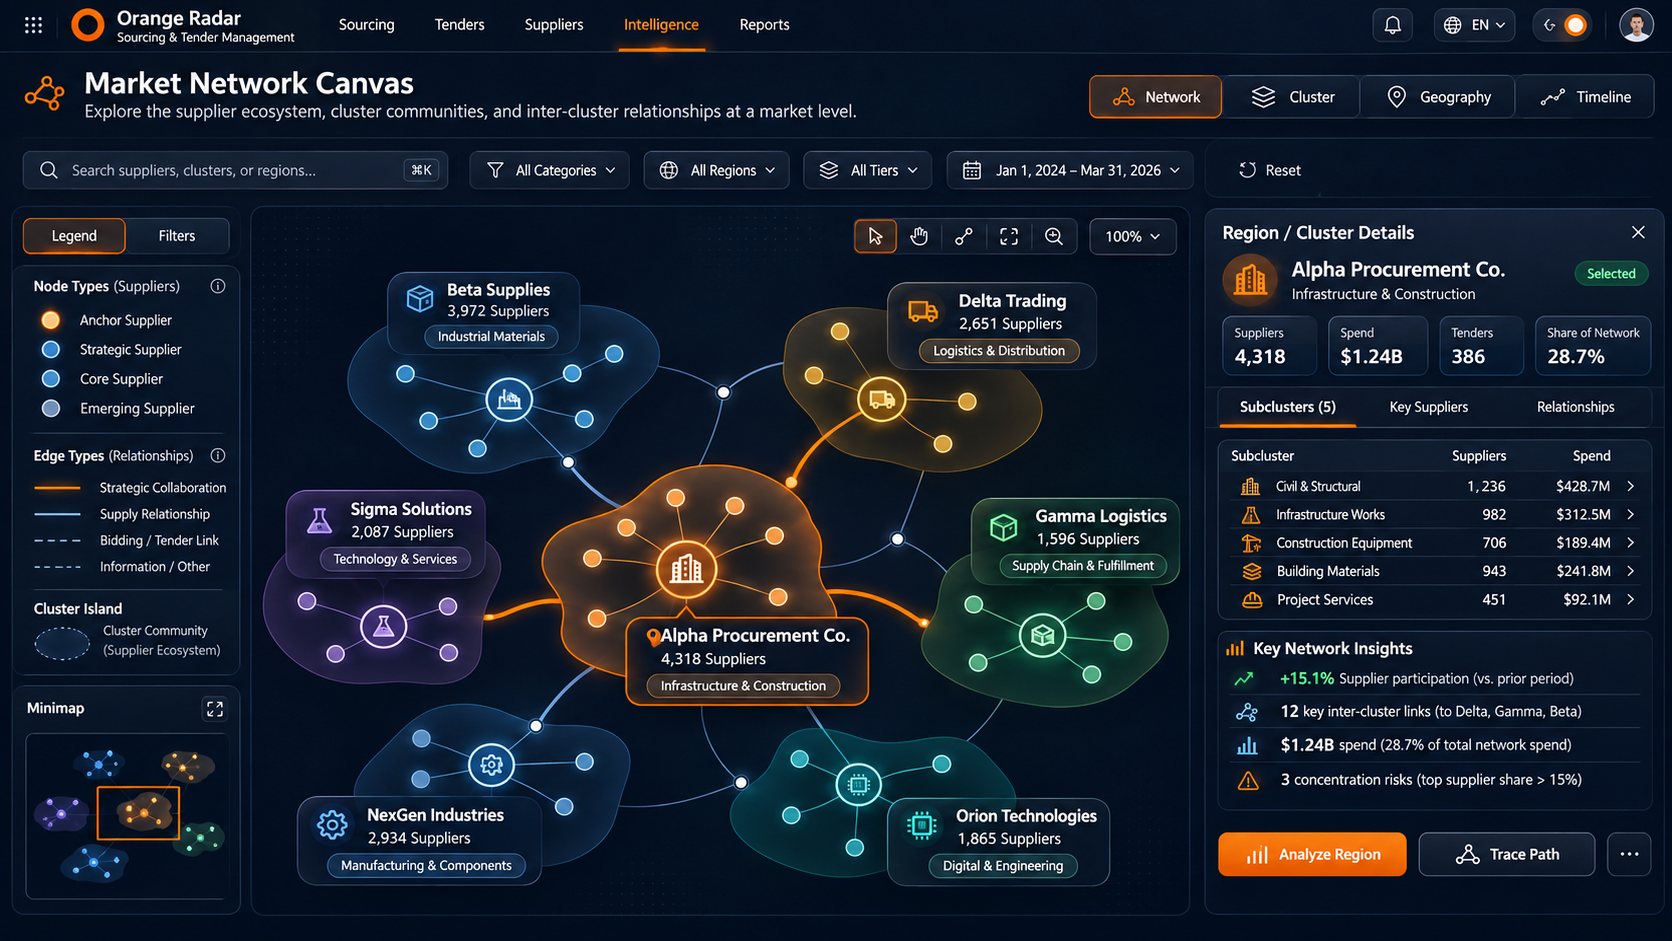 Orange Radar
Sourcing & Tender Management
Sourcing
Tenders
Suppliers
Intelligence
Reports
EN
Market Network Canvas
Explore the supplier ecosystem, cluster communities, and inter-cluster relationships at a market level.
Network
Cluster
Geography
Timeline
Search suppliers, clusters, or regions...
⌘K
All Categories
All Regions
All Tiers
Jan 1, 2024 – Mar 31, 2026
Reset
Legend
Filters
Node Types (Suppliers)
Anchor Supplier
Strategic Supplier
Core Supplier
Emerging Supplier
Edge Types (Relationships)
Strategic Collaboration
Supply Relationship
Bidding / Tender Link
Information / Other
Cluster Island
Cluster Community
(Supplier Ecosystem)
Minimap
100%
Beta Supplies
3,972 Suppliers
Industrial Materials
Delta Trading
2,651 Suppliers
Logistics & Distribution
Sigma Solutions
2,087 Suppliers
Technology & Services
Gamma Logistics
1,596 Suppliers
Supply Chain & Fulfillment
Alpha Procurement Co.
4,318 Suppliers
Infrastructure & Construction
NexGen Industries
2,934 Suppliers
Manufacturing & Components
Orion Technologies
1,865 Suppliers
Digital & Engineering
Region / Cluster Details
Alpha Procurement Co.
Infrastructure & Construction
Selected
Suppliers
4,318
Spend
$1.24B
Tenders
386
Share of Network
28.7%
Subclusters (5)
Key Suppliers
Relationships
Subcluster Suppliers Spend
Civil & Structural 1,236 $428.7M
Infrastructure Works 982 $312.5M
Construction Equipment 706 $189.4M
Building Materials 943 $241.8M
Project Services 451 $92.1M
Key Network Insights
+15.1% Supplier participation (vs. prior period)
12 key inter-cluster links (to Delta, Gamma, Beta)
$1.24B spend (28.7% of total network spend)
3 concentration risks (top supplier share > 15%)
Analyze Region
Trace Path